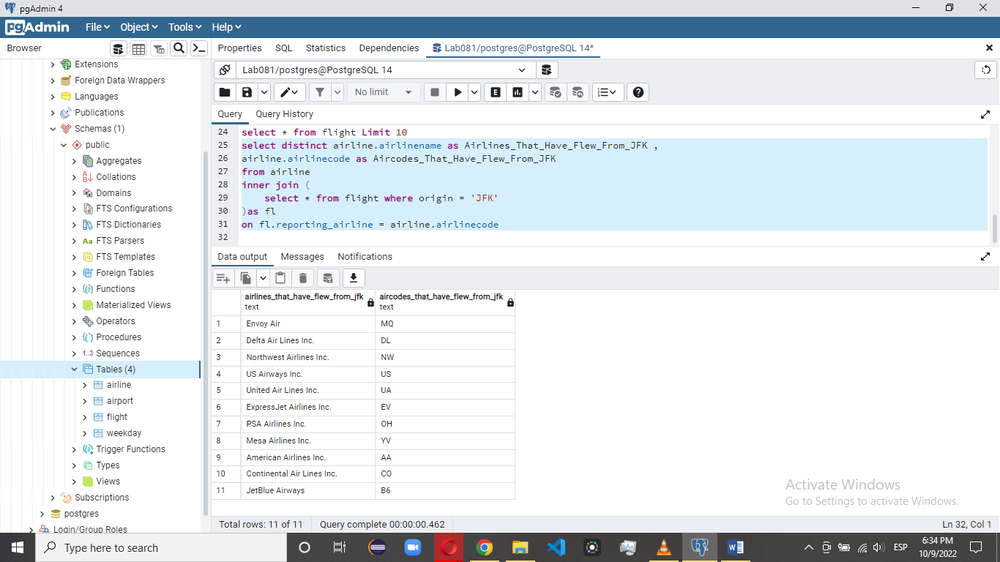 pgAdmin 4
pgAdmin File Object Tools Help
Browser
Properties SQL Statistics Dependencies Lab081/postgres@PostgreSQL 14*
Extensions
Foreign Data Wrappers
Languages
Publications
Schemas (1)
public
Aggregates
Collations
Domains
FTS Configurations
FTS Dictionaries
Aa FTS Parsers
FTS Templates
Foreign Tables
Functions
Materialized Views
Operators
Procedures
1..3 Sequences
Tables (4)
airline
airport
flight
weekday
Trigger Functions
Types
Views
Subscriptions
postgres
Login/Group Roles
Lab081/postgres@PostgreSQL 14
No limit
E
Query Query History
24 select * from flight Limit 10
25 select distinct airline.airlinename as Airlines_That_Have_Flew_From_JFK ,
26 airline.airlinecode as Aircodes_That_Have_Flew_From_JFK
27 from airline
28 inner join (
29 select * from flight where origin = 'JFK'
30 )as fl
31 on fl.reporting_airline = airline.airlinecode
32
Data output Messages Notifications
airlines_that_have_flew_from_jfk aircodes_that_have_flew_from_jfk
text text
1 Envoy Air MQ
2 Delta Air Lines Inc. DL
3 Northwest Airlines Inc. NW
4 US Airways Inc. US
5 United Air Lines Inc. UA
6 ExpressJet Airlines Inc. EV
7 PSA Airlines Inc. OH
8 Mesa Airlines Inc. YV
9 American Airlines Inc. AA
10 Continental Air Lines Inc. CO
11 JetBlue Airways B6
Activate Windows
Go to Settings to activate Windows.
Total rows: 11 of 11 Query complete 00:00:00.462 Ln 32, Col 1
Type here to search
ESP
6:34 PM
10/9/2022